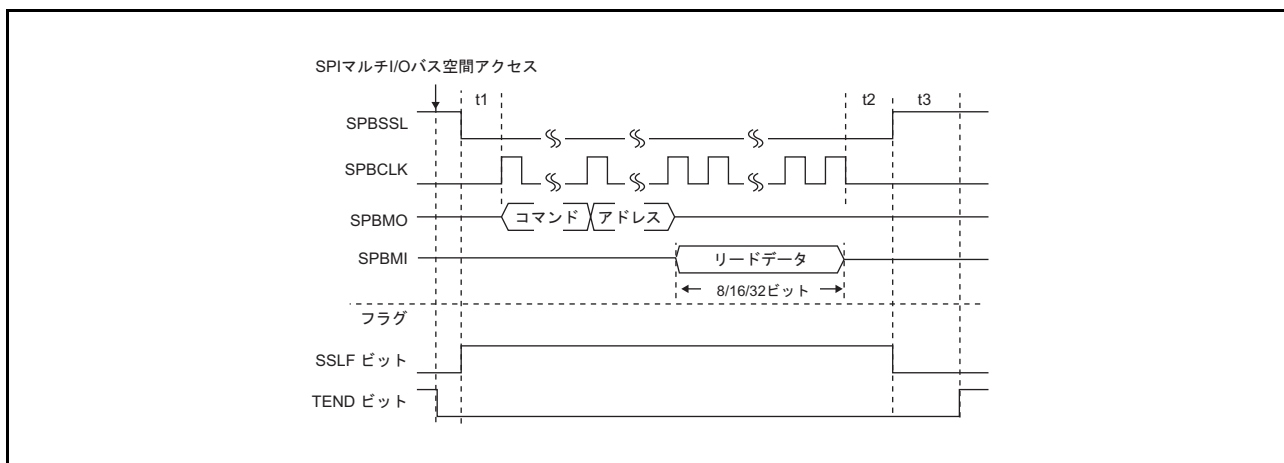 SPIマルチI/Oバス空間アクセス
t1
t2
t3
SPBSSL
SPBCLK
SPBMO
コマンド
アドレス
SPBMI
リードデータ
8/16/32ビット
フラグ
SSLF ビット
TEND ビット